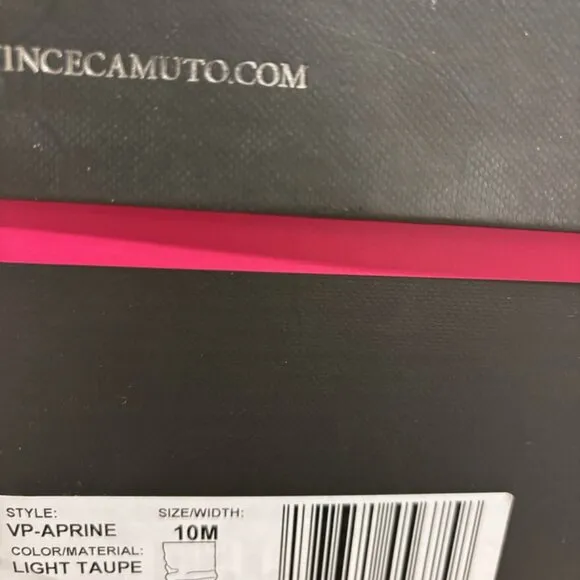 VINCECAMUTO.COM
STYLE: SIZE/WIDTH:
VP-APRINE 10M
COLOR/MATERIAL:
LIGHT TAUPE